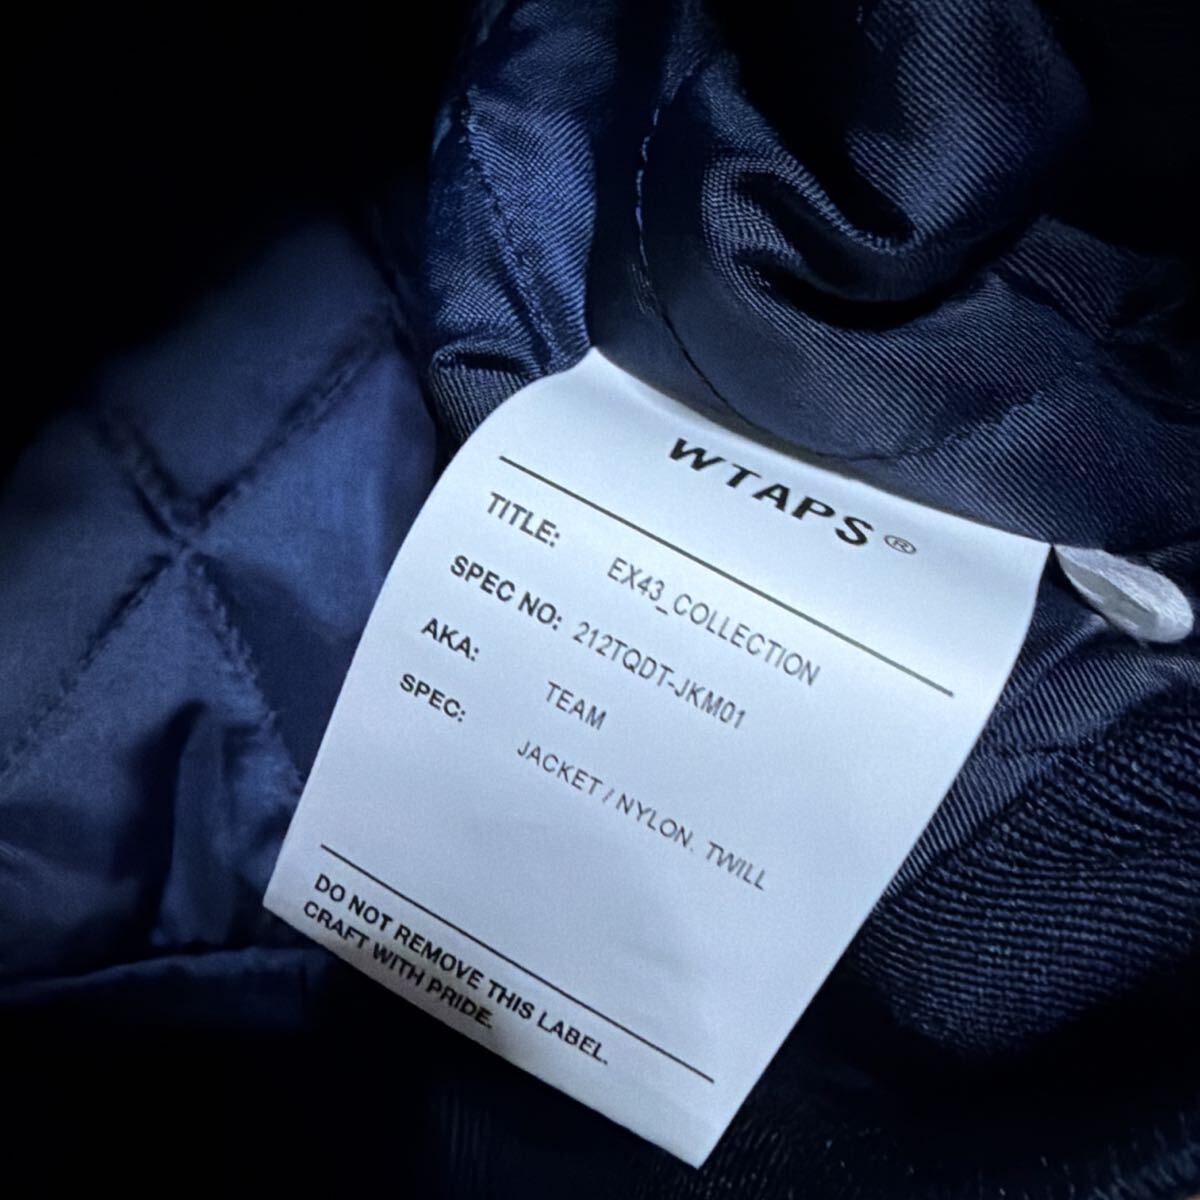 WTAPS®
TITLE: EX43_COLLECTION
SPEC NO: 212TQDT-JKM01
AKA: TEAM
SPEC: JACKET / NYLON. TWILL
DO NOT REMOVE THIS LABEL.
CRAFT WITH PRIDE.